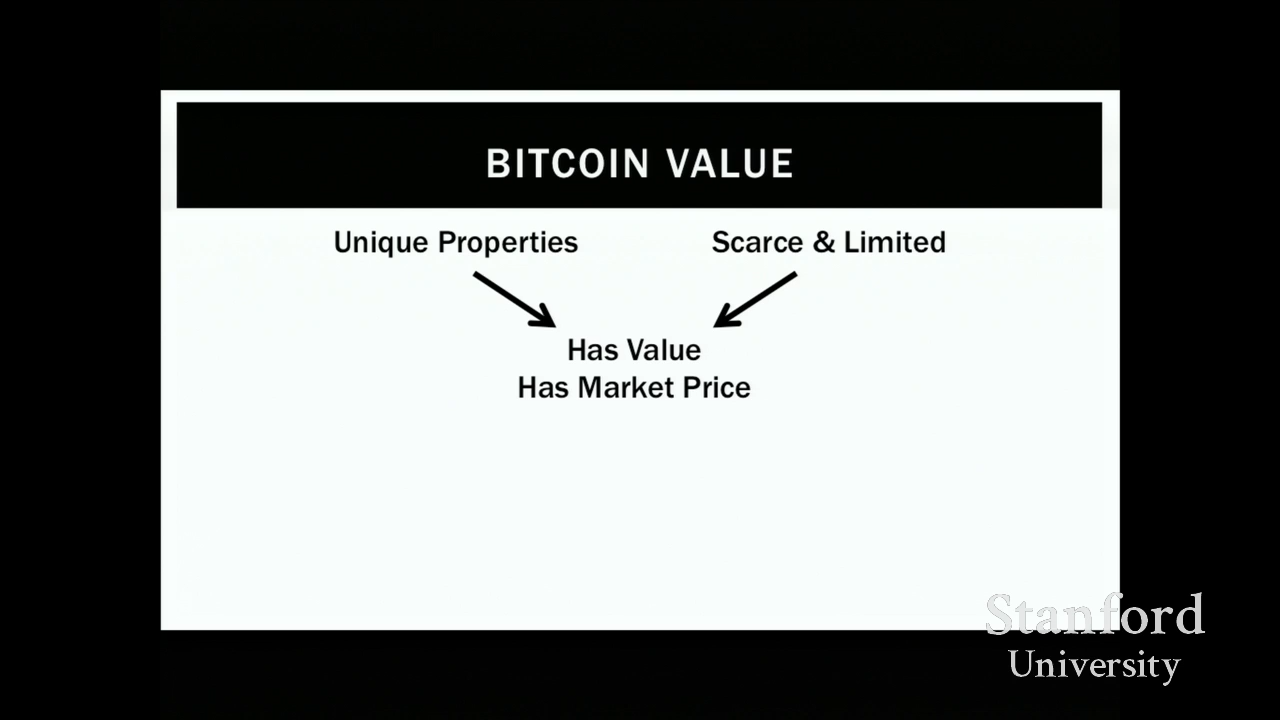 BITCOIN VALUE
Unique Properties
Scarce & Limited
Has Value
Has Market Price
Stanford
University